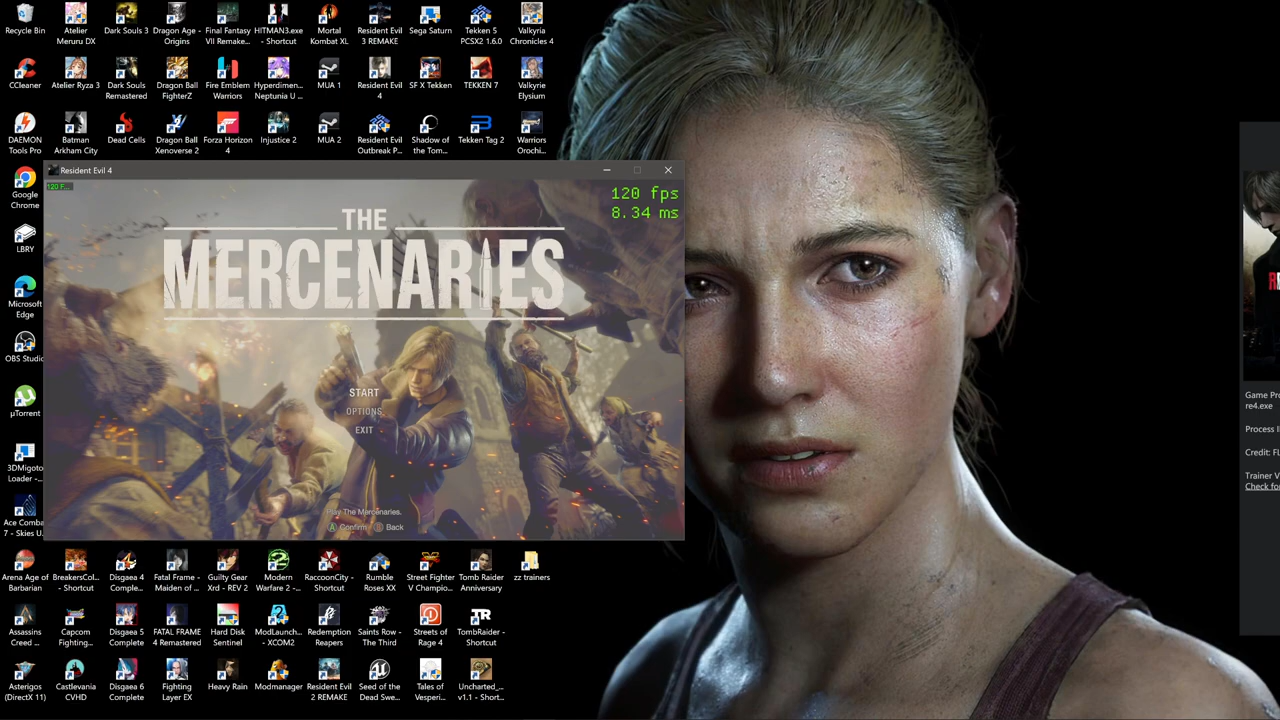 Recycle Bin
Atelier
Meruru DX
Dark Souls 3
Dragon Age -
Origins
Final Fantasy
VII Remake...
HITMAN3.exe
- Shortcut
Mortal
Kombat XL
Resident Evil
3 REMAKE
Sega Saturn
Tekken 5
PCSX2 1.6.0
Valkyria
Chronicles 4
CCleaner
Atelier Ryza 3
Dark Souls
Remastered
Dragon Ball
FighterZ
Fire Emblem
Warriors
Hyperdimen...
Neptunia U ...
MUA 1
Resident Evil
4
SF X Tekken
TEKKEN 7
Valkyrie
Elysium
DAEMON
Tools Pro
Batman
Arkham City
Dead Cells
Dragon Ball
Xenoverse 2
Forza Horizon
4
Injustice 2
MUA 2
Resident Evil
Outbreak P...
Shadow of
the Tom...
Tekken Tag 2
Warriors
Orochi...
Resident Evil 4
120 F...
120 fps
8.34 ms
THE
MERCENARIES
START
OPTIONS
EXIT
Play The Mercenaries.
A Confirm
Back
Google
Chrome
LBRY
Microsoft
Edge
OBS Studio
µTorrent
3DMigoto
Loader -...
Ace Comba
7 - Skies U.
Game Pro
re4.exe
Process I
Credit: FL
Trainer V
Check fo
Arena Age of
Barbarian
BreakersCol...
- Shortcut
Disgaea 4
Comple...
Fatal Frame -
Maiden of ...
Guilty Gear
Xrd - REV 2
Modern
Warfare 2 -...
RaccoonCity -
Shortcut
Rumble
Roses XX
Street Fighter
V Champio...
Tomb Raider
Anniversary
zz trainers
Assassins
Creed ...
Capcom
Fighting...
Disgaea 5
Complete
FATAL FRAME
4 Remastered
Hard Disk
Sentinel
ModLaunch...
- XCOM2
Redemption
Reapers
Saints Row -
The Third
Streets of
Rage 4
TR
TombRaider -
Shortcut
Asterigos
(DirectX 11)
Castlevania
CVHD
Disgaea 6
Complete
Fighting
Layer EX
Heavy Rain
Modmanager
Resident Evil
2 REMAKE
Seed of the
Dead Swe...
Tales of
Vesperi...
Uncharted_...
v1.1 - Short...